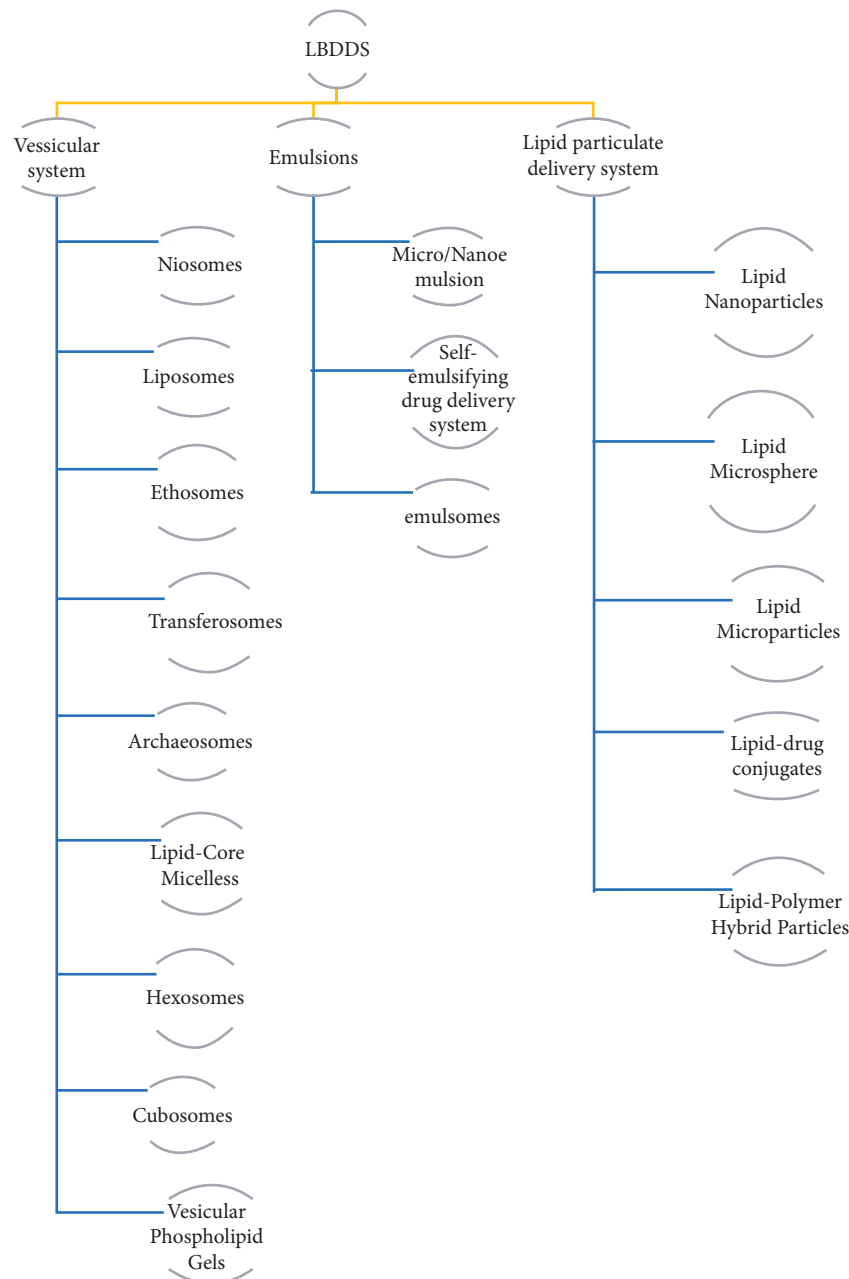 LBDDS
Vessicular
system
Niosomes
Liposomes
Ethosomes
Transferosomes
Archaeosomes
Lipid-Core
Micelless
Hexosomes
Cubosomes
Vesicular
Phospholipid
Gels
Emulsions
Micro/Nanoe
mulsion
Self-
emulsifying
drug delivery
system
emulsomes
Lipid particulate
delivery system
Lipid
Nanoparticles
Lipid
Microsphere
Lipid
Microparticles
Lipid-drug
conjugates
Lipid-Polymer
Hybrid Particles